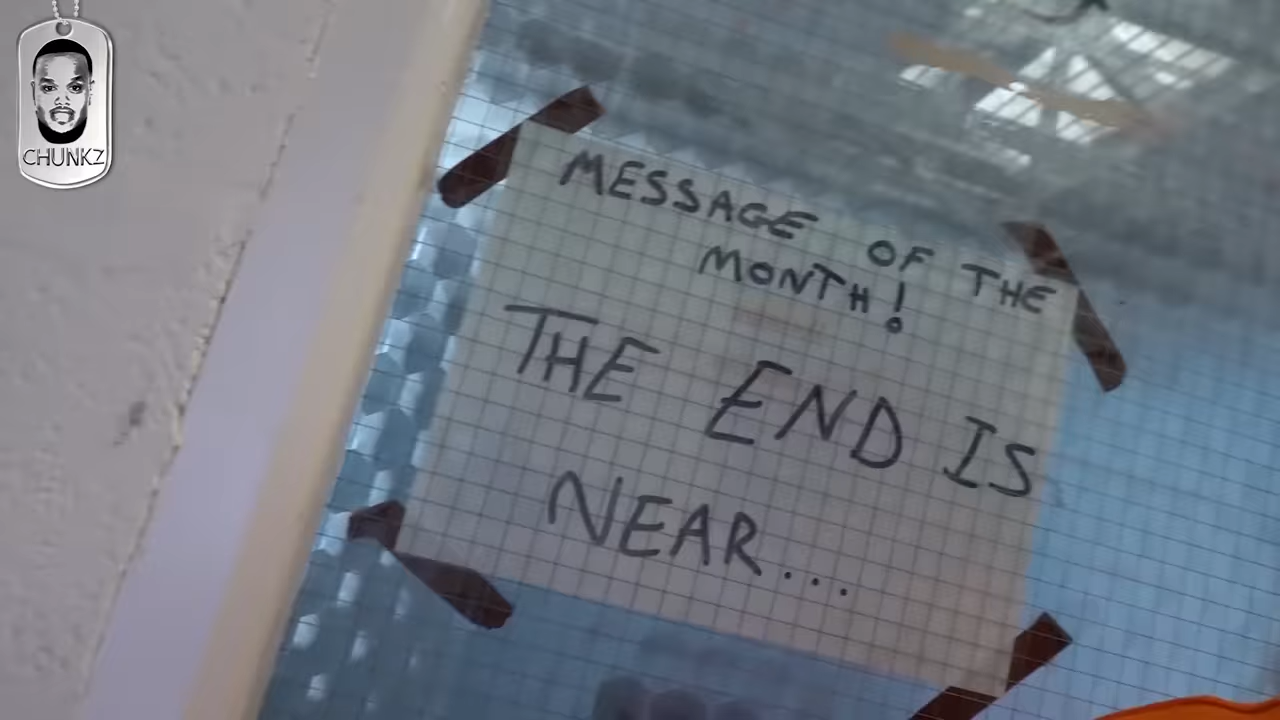 CHUNKZ
MESSAGE OF THE
MONTH!
THE END IS
NEAR...